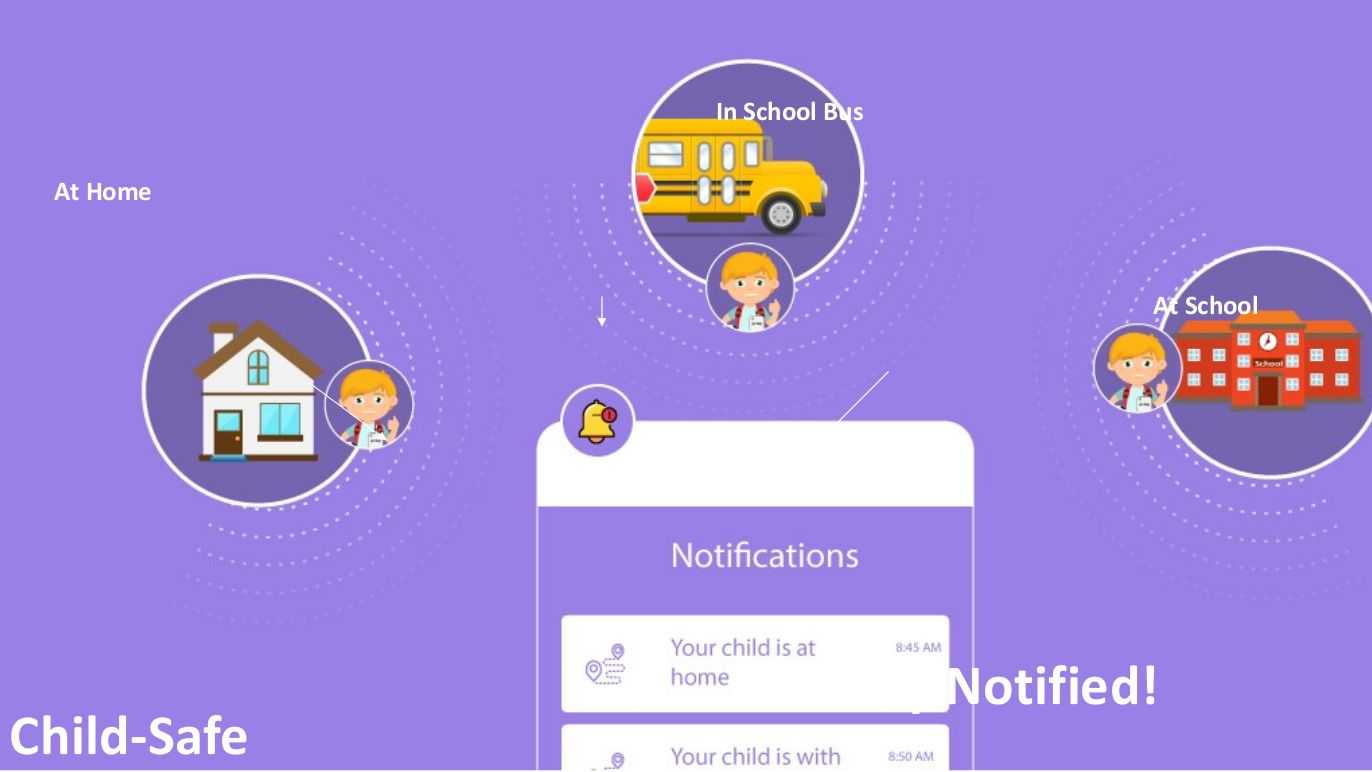 In School Bus
At Home
At School
School
Notifications
Your child is at
home
8:45 AM
Notified!
Child-Safe
Your child is with
8:50 AM